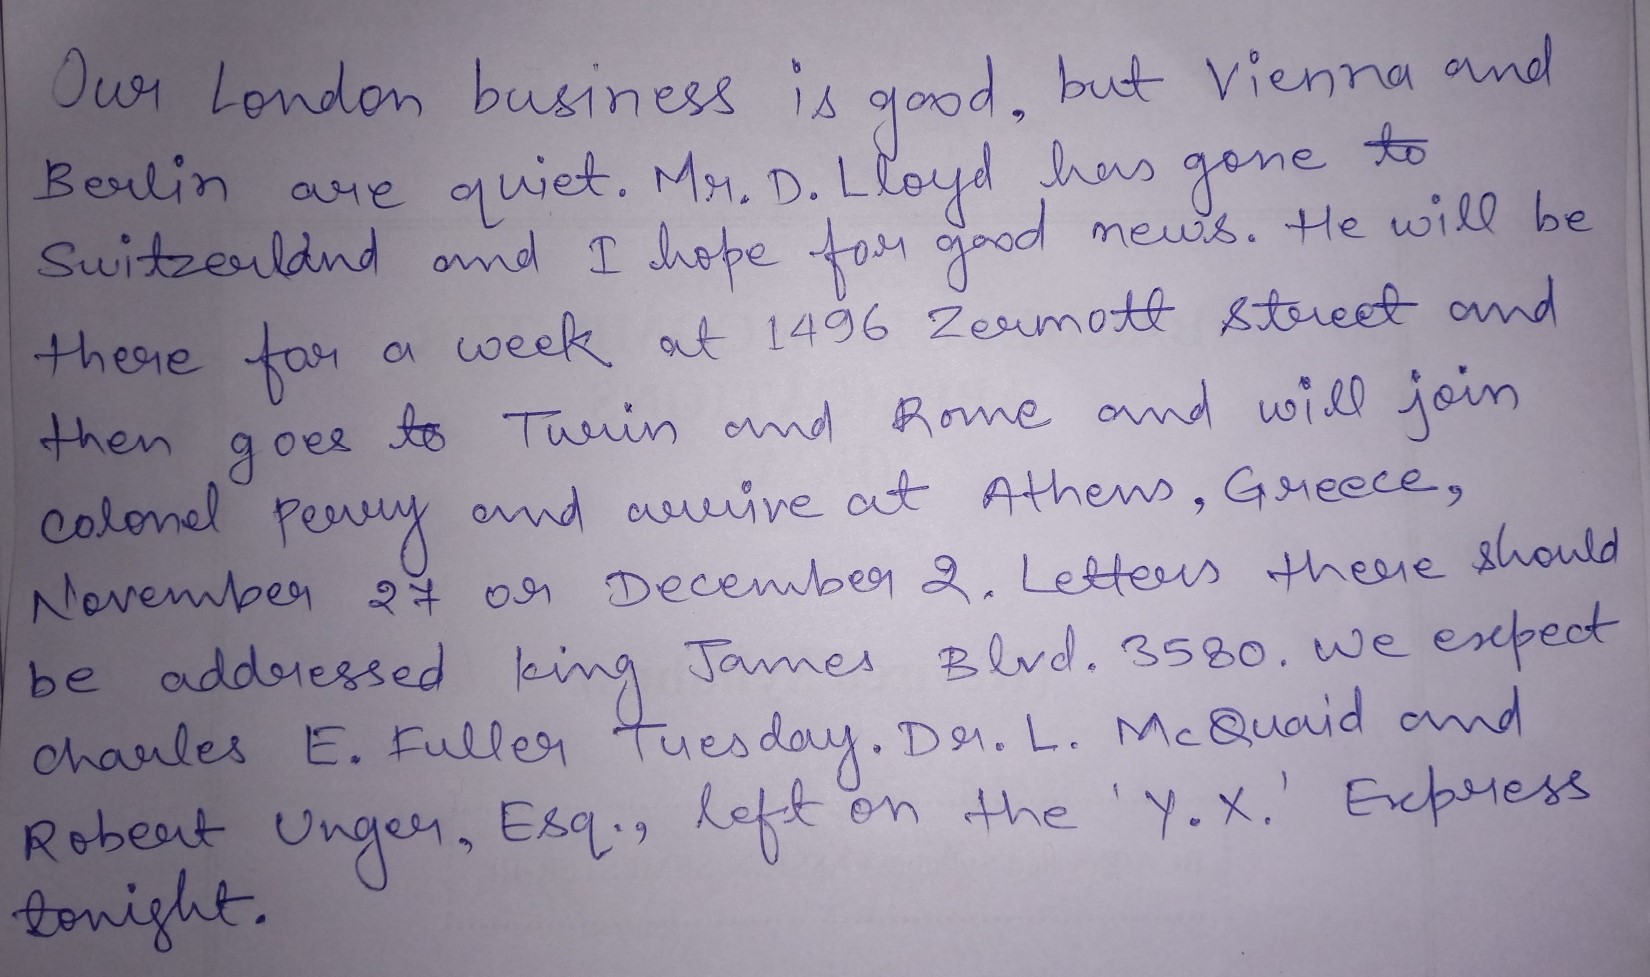 Our London business is good, but Vienna and
Berlin are quiet. Mr. D. Lloyd has gone to
Switzerland and I hope for good news. He will be
there for a week at 1496 Zermott street and
then goes to Turin and Rome and will join
colonel perry and arrive at Athens, Greece,
November 27 or December 2. Letters there should
be addressed king James Blvd. 3580. we expect
charles E. Fuller Tuesday. Dr. L. McQuaid and
Robert Unger, Esq., left on the 'Y.X.' Express
tonight.